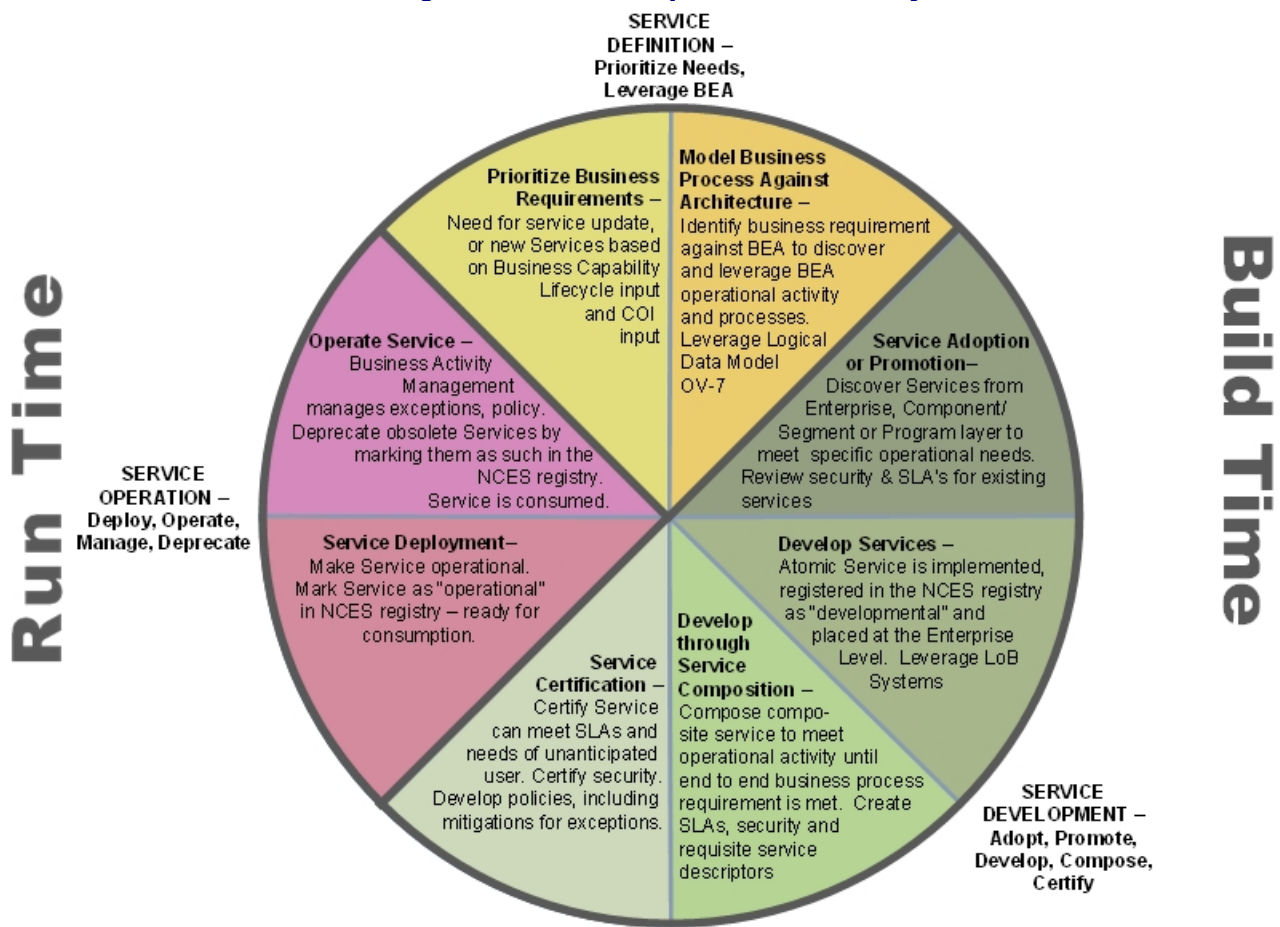 SERVICE
DEFINITION –
Prioritize Needs,
Leverage BEA
Prioritize Business
Requirements –
Need for service update,
or new Services based
on Business Capability
Lifecycle input
and COI
input
Model Business
Process Against
Architecture –
Identify business requirement
against BEA to discover
and leverage BEA
operational activity
and processes.
Leverage Logical
Data Model
OV-7
Service Adoption
or Promotion–
Discover Services from
Enterprise, Component/
Segment or Program layer to
meet specific operational needs.
Review security & SLA's for existing
services
Develop Services –
Atomic Service is implemented,
registered in the NCES registry
as "developmental" and
placed at the Enterprise
Level. Leverage LoB
Systems
Develop
through
Service
Composition –
Compose compo-
site service to meet
operational activity until
end to end business process
requirement is met. Create
SLAs, security and
requisite service
descriptors
Service
Certification –
Certify Service
can meet SLAs and
needs of unanticipated
user. Certify security.
Develop policies, including
mitigations for exceptions.
Service Deployment–
Make Service operational.
Mark Service as "operational"
in NCES registry – ready for
consumption.
Operate Service –
Business Activity
Management
manages exceptions, policy.
Deprecate obsolete Services by
marking them as such in the
NCES registry.
Service is consumed.
SERVICE
OPERATION –
Deploy, Operate,
Manage, Deprecate
SERVICE
DEVELOPMENT –
Adopt, Promote,
Develop, Compose,
Certify
Run Time
Build Time